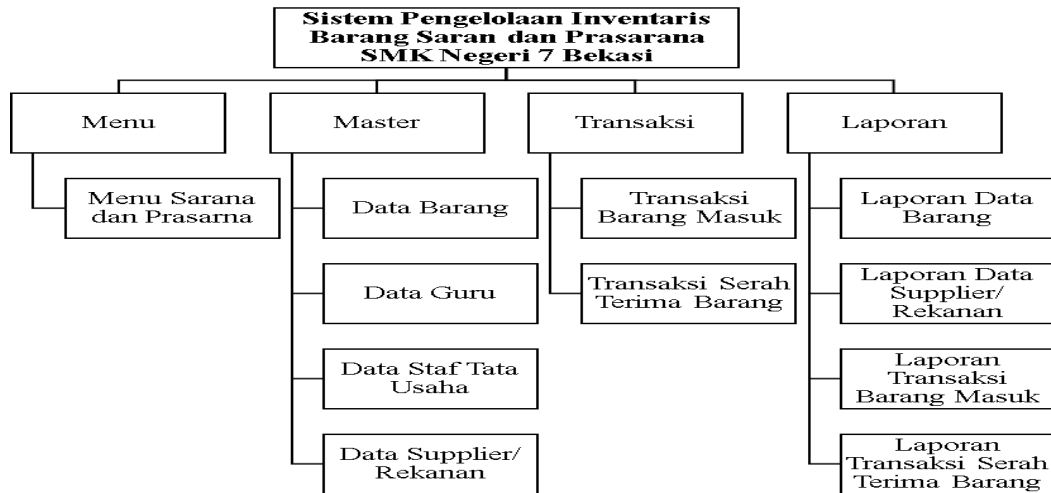 Sistem Pengelolaan Inventaris
Barang Saran dan Prasarana
SMK Negeri 7 Bekasi
Menu
Master
Transaksi
Laporan
Menu Sarana
dan Prasarna
Data Barang
Data Guru
Data Staf Tata
Usaha
Data Supplier/
Rekanan
Transaksi
Barang Masuk
Transaksi Serah
Terima Barang
Laporan Data
Barang
Laporan Data
Supplier/
Rekanan
Laporan
Transaksi
Barang Masuk
Laporan
Transaksi Serah
Terima Barang